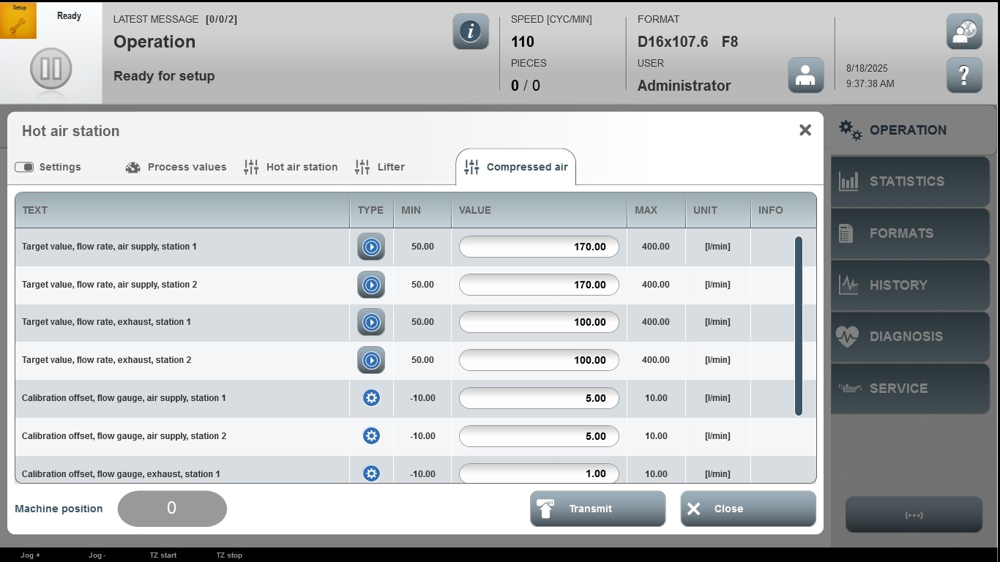 Setup
Ready
LATEST MESSAGE [0/0/2]
Operation
Ready for setup
i
SPEED [CYC/MIN]
110
PIECES
0 / 0
FORMAT
D16x107.6 F8
USER
Administrator
8/18/2025
9:37:38 AM
?
Hot air station
Settings
Process values
Hot air station
Lifter
Compressed air
TEXT TYPE MIN VALUE MAX UNIT INFO
Target value, flow rate, air supply, station 1 50.00 170.00 400.00 [l/min]
Target value, flow rate, air supply, station 2 50.00 170.00 400.00 [l/min]
Target value, flow rate, exhaust, station 1 50.00 100.00 400.00 [l/min]
Target value, flow rate, exhaust, station 2 50.00 100.00 400.00 [l/min]
Calibration offset, flow gauge, air supply, station 1 -10.00 5.00 10.00 [l/min]
Calibration offset, flow gauge, air supply, station 2 -10.00 5.00 10.00 [l/min]
Calibration offset, flow gauge, exhaust, station 1 -10.00 1.00 10.00 [l/min]
Machine position 0
Transmit
Close
OPERATION
STATISTICS
FORMATS
HISTORY
DIAGNOSIS
SERVICE
(•••)
Jog + Jog - TZ start TZ stop